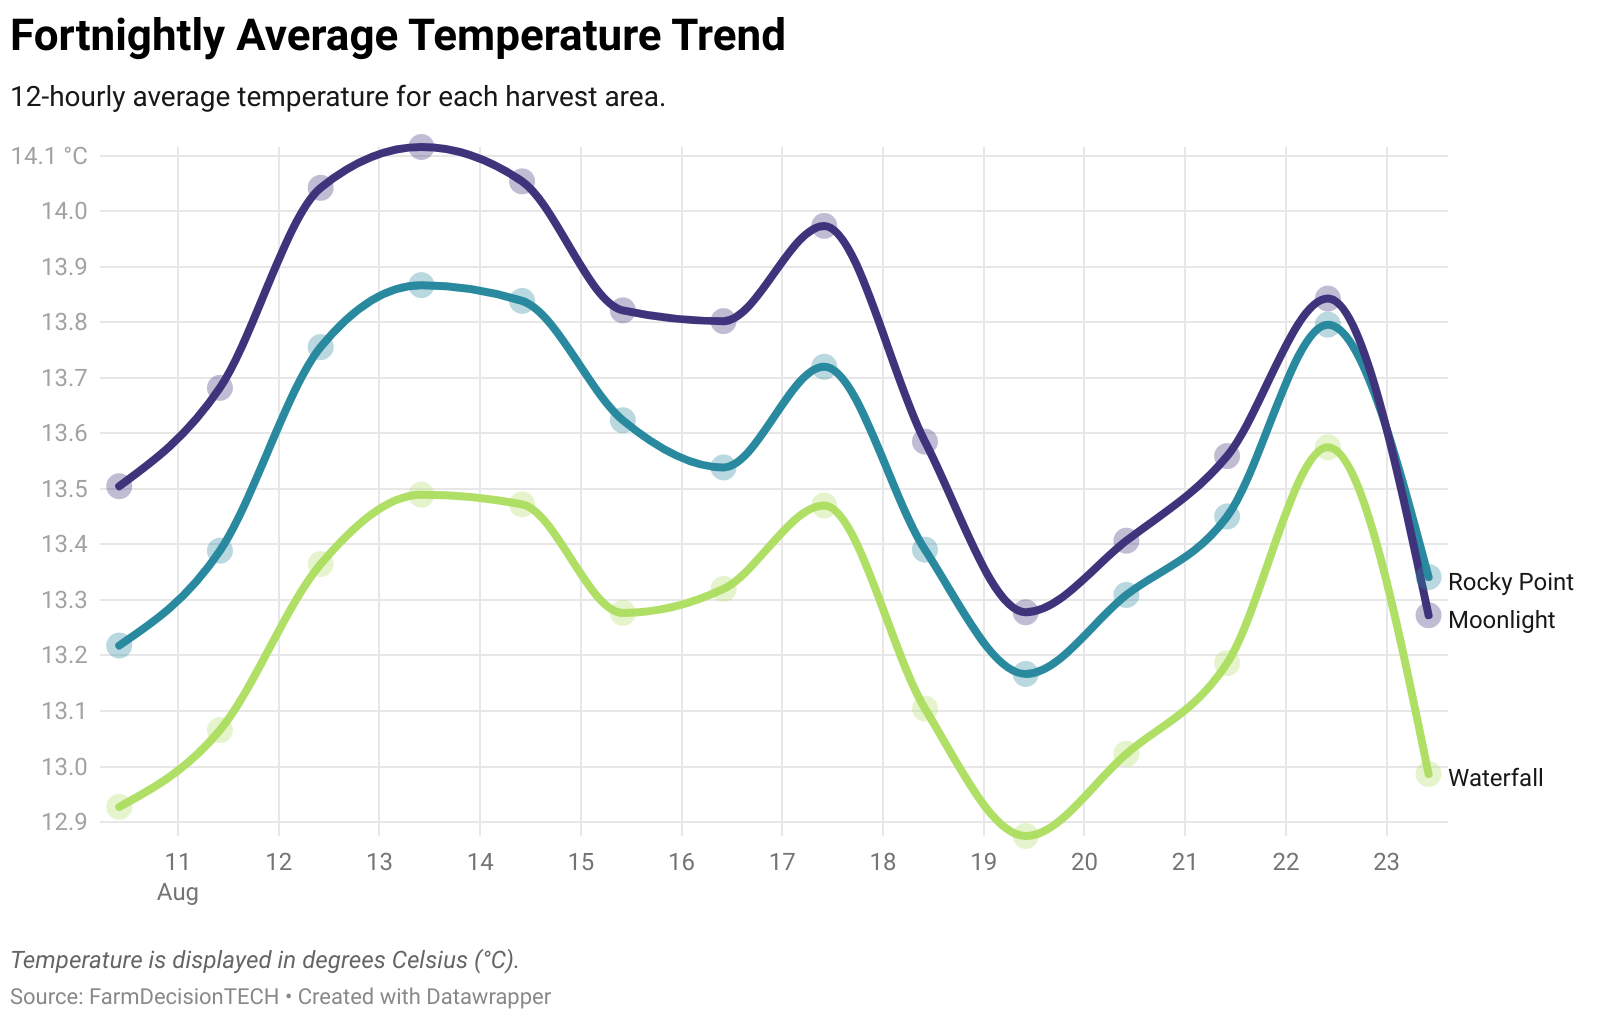 Fortnightly Average Temperature Trend
12-hourly average temperature for each harvest area.
14.1 °C
14.0
13.9
13.8
13.7
13.6
13.5
13.4
13.3
13.2
13.1
13.0
12.9
Rocky Point
Moonlight
Waterfall
11 12 13 14 15 16 17 18 19 20 21 22 23
Aug
Temperature is displayed in degrees Celsius (°C).
Source: FarmDecisionTECH • Created with Datawrapper